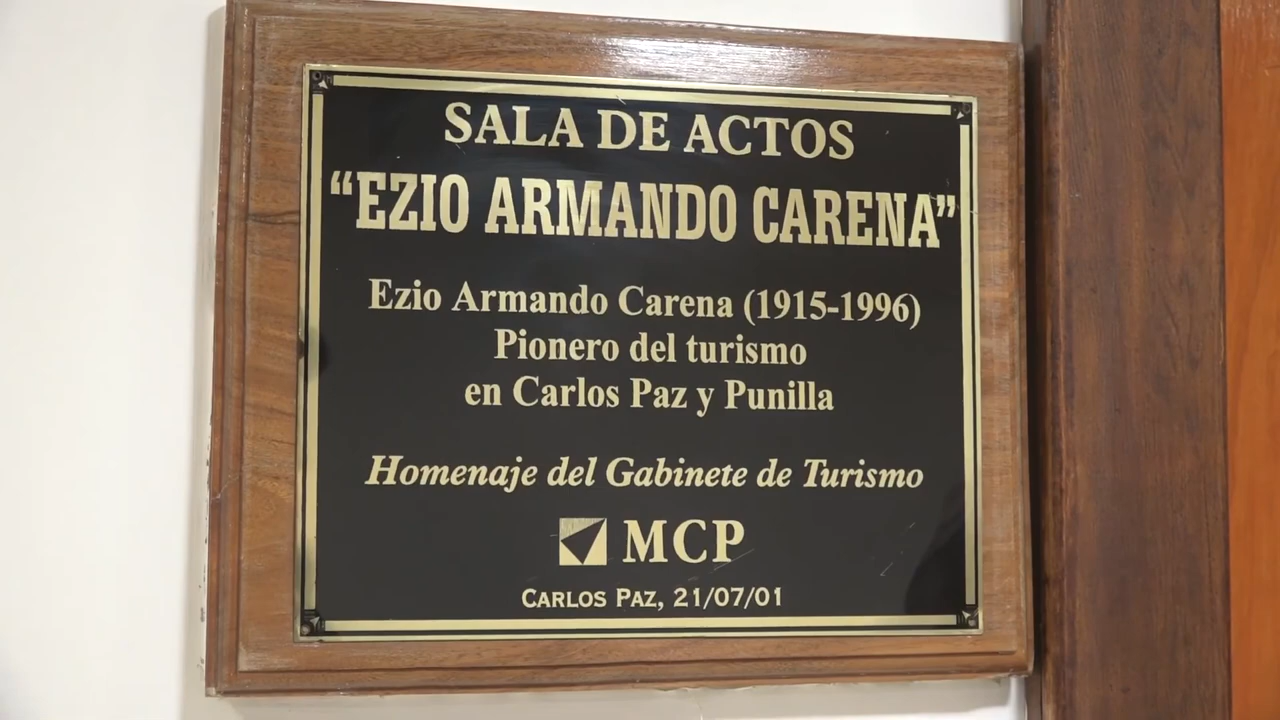 SALA DE ACTOS
“EZIO ARMANDO CARENA”
Ezio Armando Carena (1915-1996)
Pionero del turismo
en Carlos Paz y Punilla
Homenaje del Gabinete de Turismo
MCP
CARLOS PAZ, 21/07/01